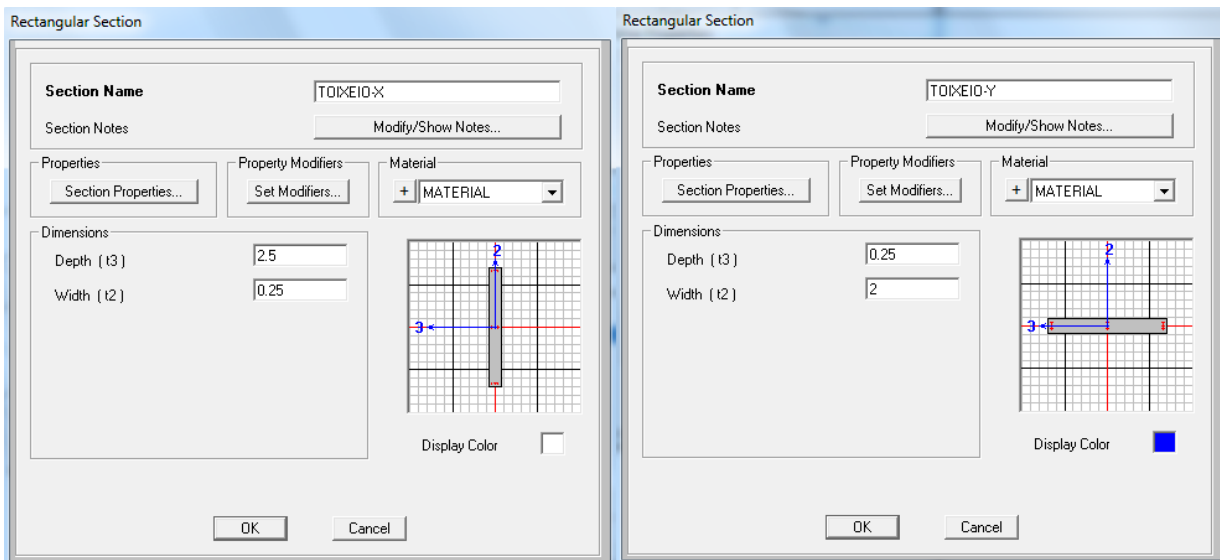 Rectangular Section
Section Name TOIXEIO-X
Section Notes Modify/Show Notes...
Properties Property Modifiers Material
Section Properties... Set Modifiers... + MATERIAL
Dimensions
Depth ( t3 ) 2.5
Width ( t2 ) 0.25
2
3
Display Color
OK Cancel
Rectangular Section
Section Name TOIXEIO-Y
Section Notes Modify/Show Notes...
Properties Property Modifiers Material
Section Properties... Set Modifiers... + MATERIAL
Dimensions
Depth ( t3 ) 0.25
Width ( t2 ) 2
2
3
Display Color
OK Cancel